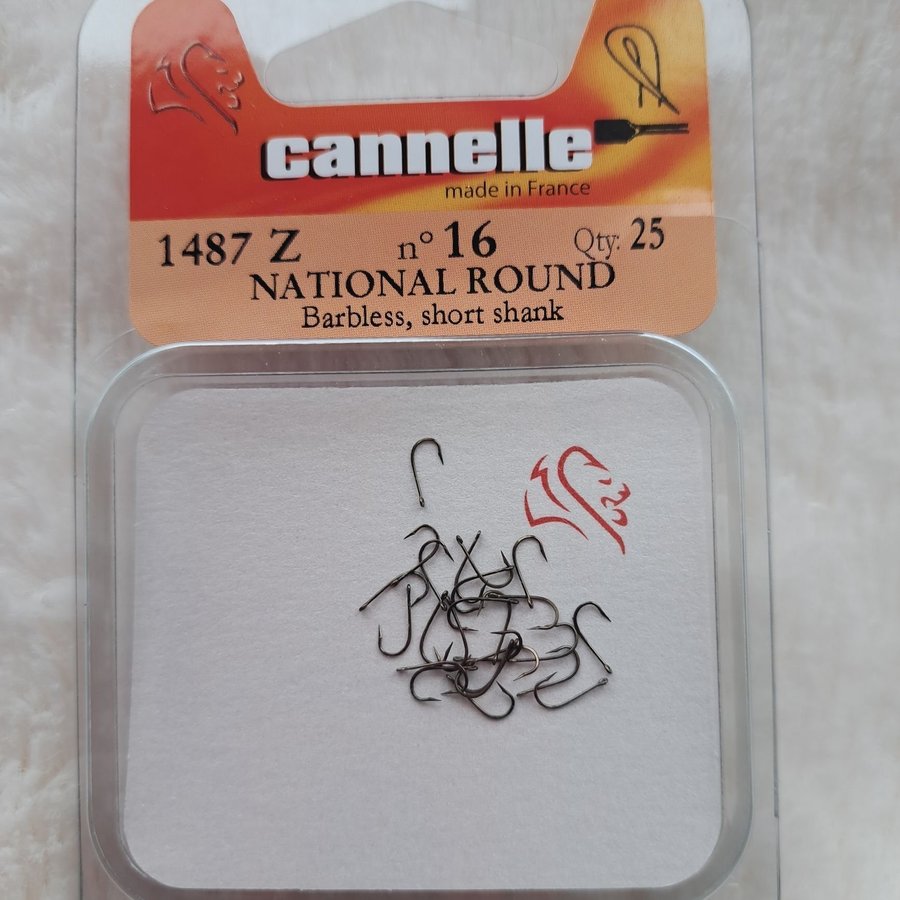 cannelle
made in France
1487 Z n° 16 Qty: 25
NATIONAL ROUND
Barbless, short shank